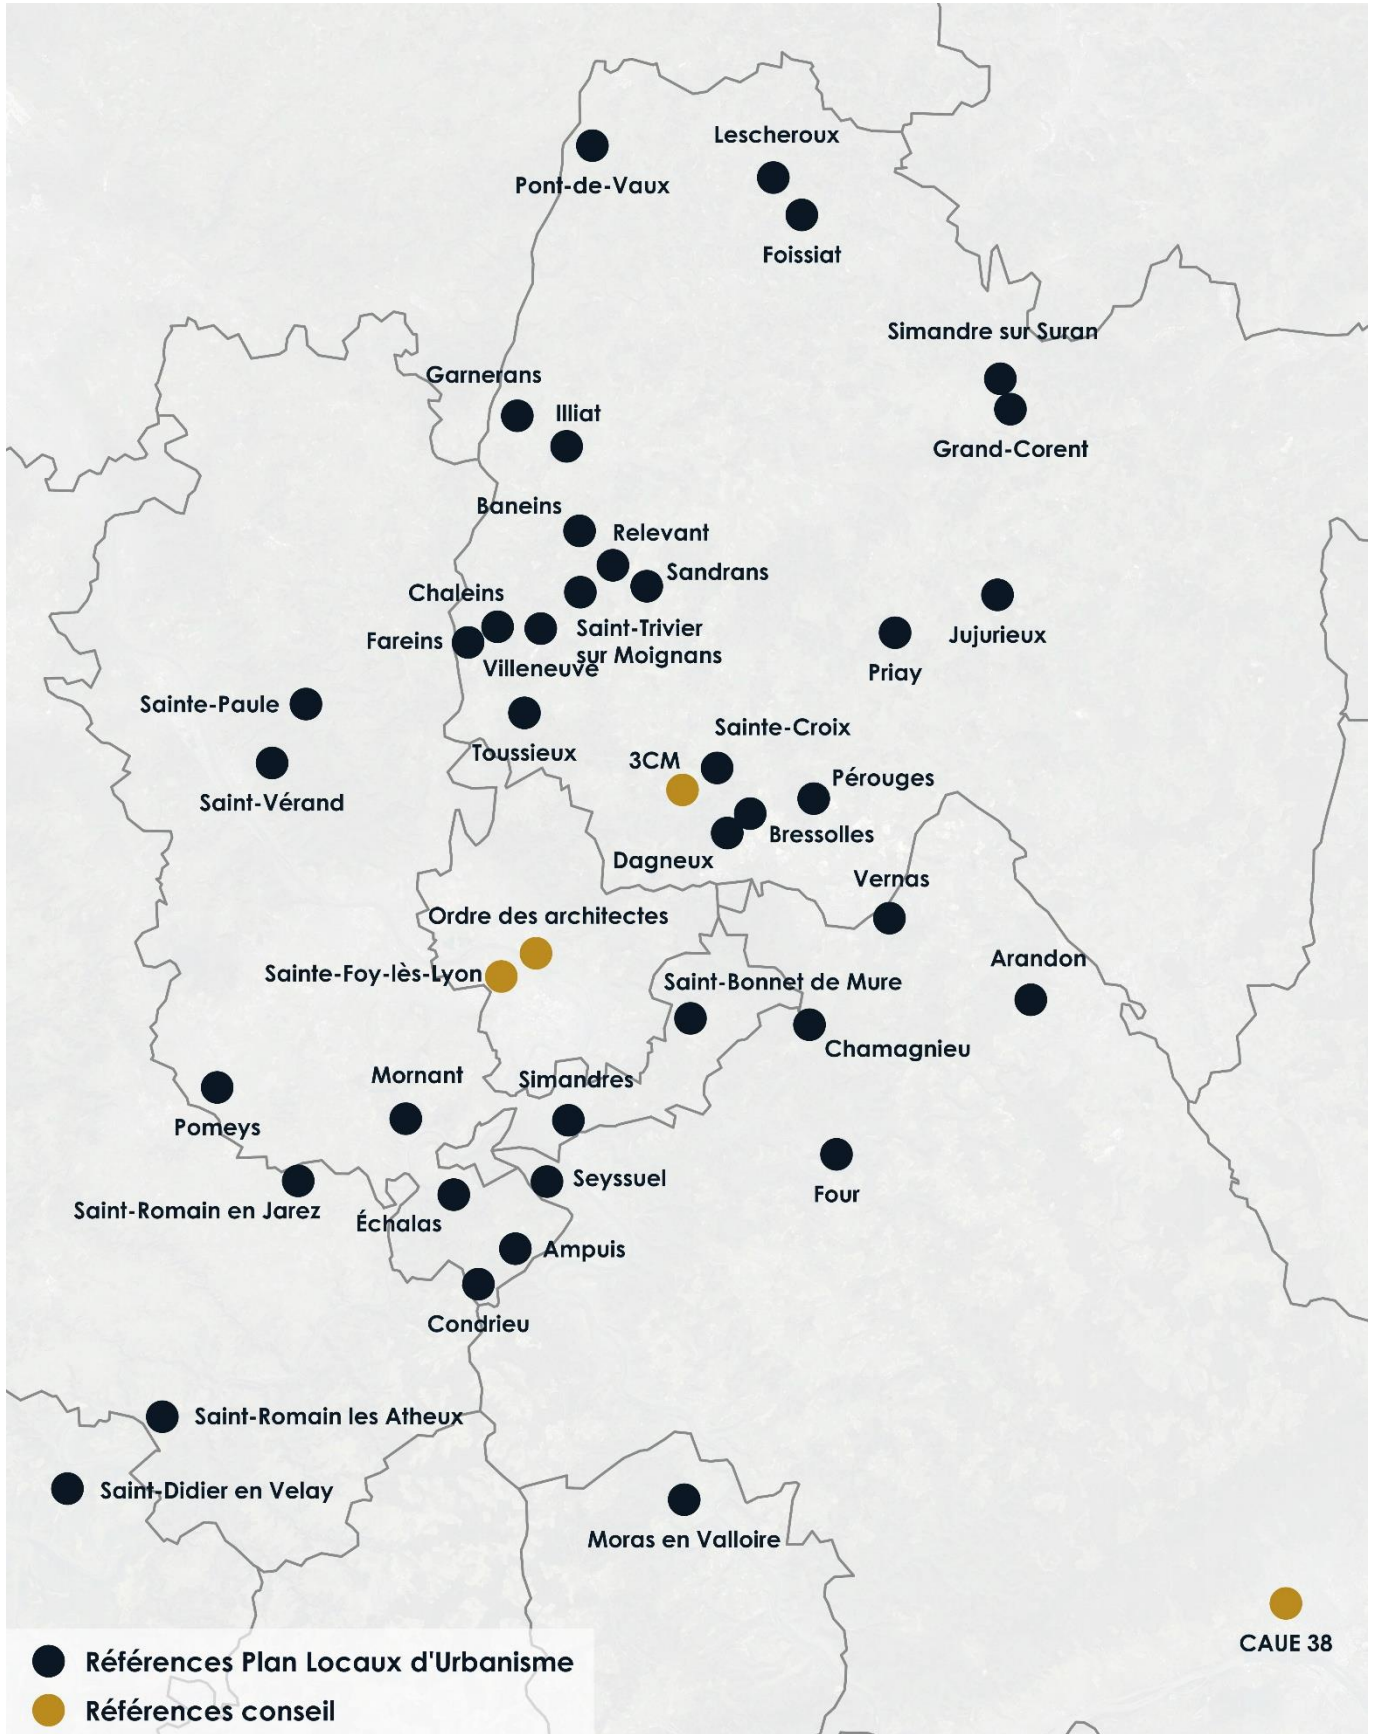 Lescheroux
Pont-de-Vaux
Foissiat
Simandre sur Suran
Garnerans
Illiat
Grand-Corent
Baneins
Relevant
Sandrans
Chaleins
Saint-Trivier
sur Moignans
Fareins
Villeneuve
Jujurieux
Priay
Sainte-Paule
Sainte-Croix
Toussieux
3CM
Pérouges
Saint-Vérand
Bressolles
Dagneux
Vernas
Ordre des architectes
Arandon
Sainte-Foy-lès-Lyon
Saint-Bonnet de Mure
Chamagnieu
Mornant
Simandres
Pomeys
Seyssuel
Four
Saint-Romain en Jarez
Échalas
Ampuis
Condrieu
Saint-Romain les Atheux
Saint-Didier en Velay
Moras en Valloire
CAUE 38
Références Plan Locaux d'Urbanisme
Références conseil